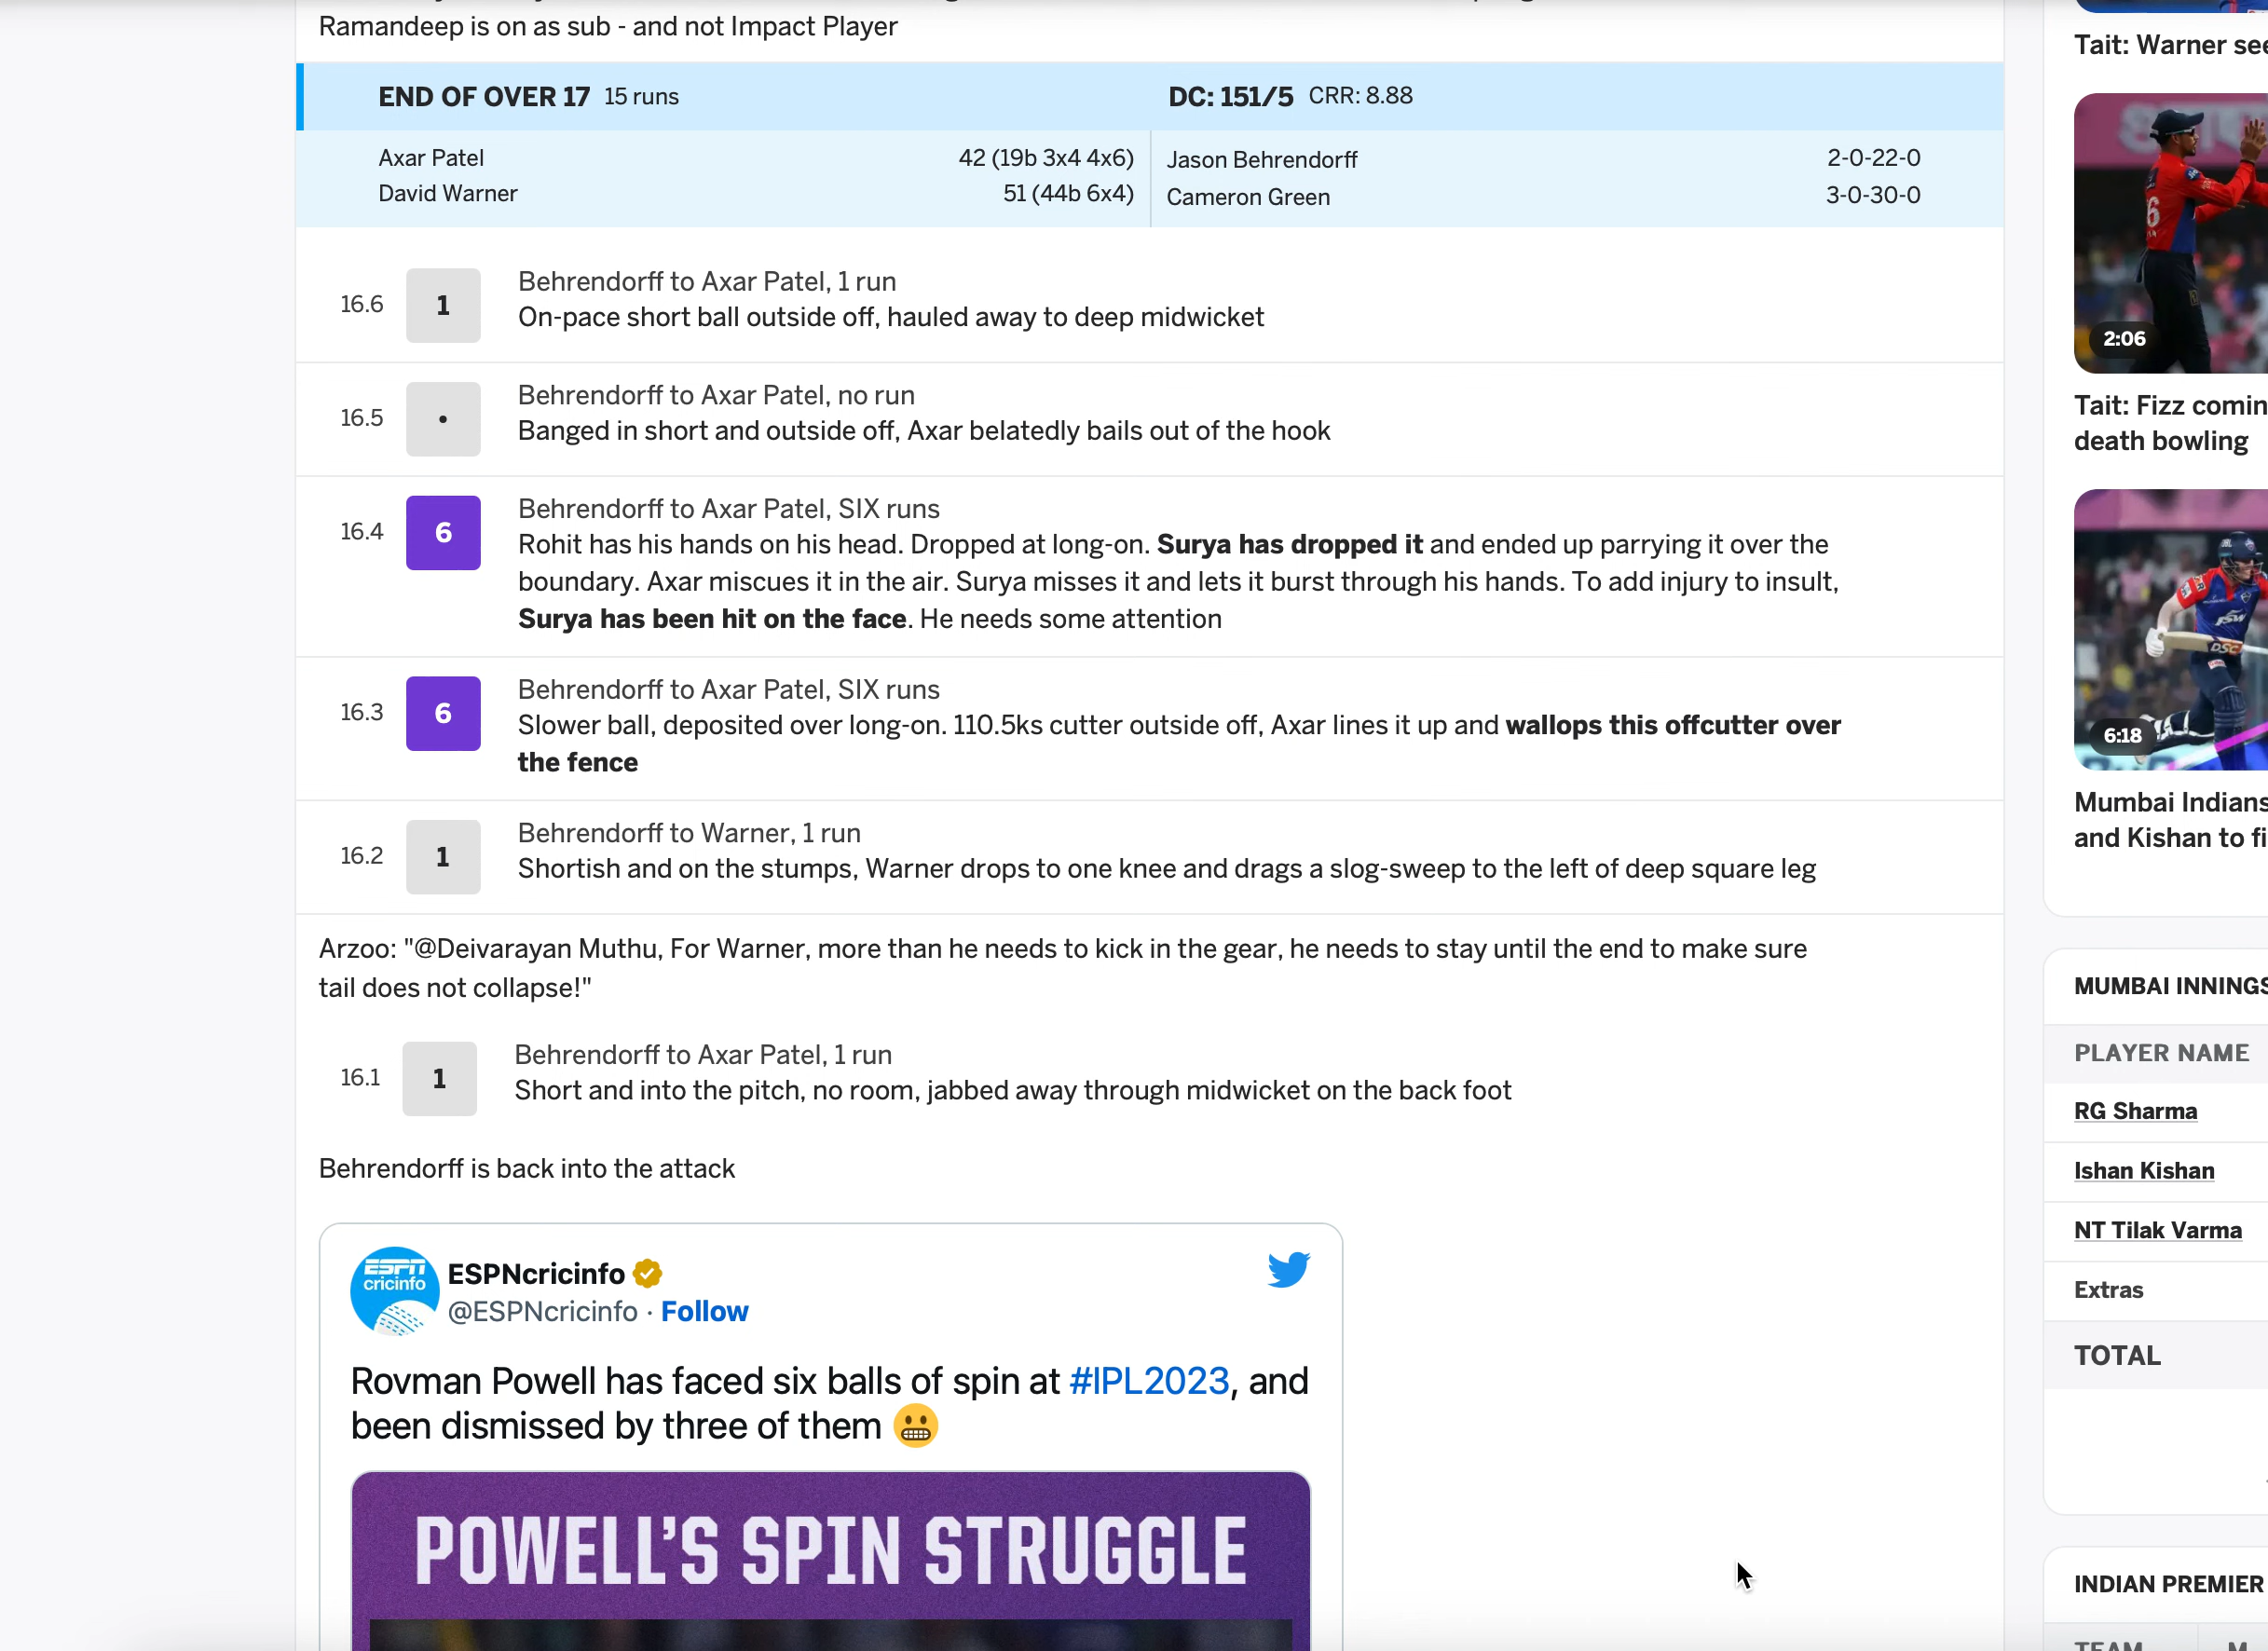 Ramandeep is on as sub - and not Impact Player
END OF OVER 17 15 runs
DC: 151/5 CRR: 8.88
Axar Patel 42 (19b 3x4 4x6)
David Warner 51 (44b 6x4)
Jason Behrendorff 2-0-22-0
Cameron Green 3-0-30-0
16.6 1 Behrendorff to Axar Patel, 1 run
On-pace short ball outside off, hauled away to deep midwicket
16.5 • Behrendorff to Axar Patel, no run
Banged in short and outside off, Axar belatedly bails out of the hook
16.4 6 Behrendorff to Axar Patel, SIX runs
Rohit has his hands on his head. Dropped at long-on. Surya has dropped it and ended up parrying it over the
boundary. Axar miscues it in the air. Surya misses it and lets it burst through his hands. To add injury to insult,
Surya has been hit on the face. He needs some attention
16.3 6 Behrendorff to Axar Patel, SIX runs
Slower ball, deposited over long-on. 110.5ks cutter outside off, Axar lines it up and wallops this offcutter over
the fence
16.2 1 Behrendorff to Warner, 1 run
Shortish and on the stumps, Warner drops to one knee and drags a slog-sweep to the left of deep square leg
Arzoo: "@Deivarayan Muthu, For Warner, more than he needs to kick in the gear, he needs to stay until the end to make sure
tail does not collapse!"
16.1 1 Behrendorff to Axar Patel, 1 run
Short and into the pitch, no room, jabbed away through midwicket on the back foot
Behrendorff is back into the attack
ESPN
cricinfo
ESPNcricinfo
@ESPNcricinfo · Follow
Rovman Powell has faced six balls of spin at #IPL2023, and
been dismissed by three of them 😬
POWELL'S SPIN STRUGGLE
Tait: Warner see
2:06
Tait: Fizz comin
death bowling
6:18
Mumbai Indians
and Kishan to fi
MUMBAI INNINGS
PLAYER NAME
RG Sharma
Ishan Kishan
NT Tilak Varma
Extras
TOTAL
INDIAN PREMIER
TEAM